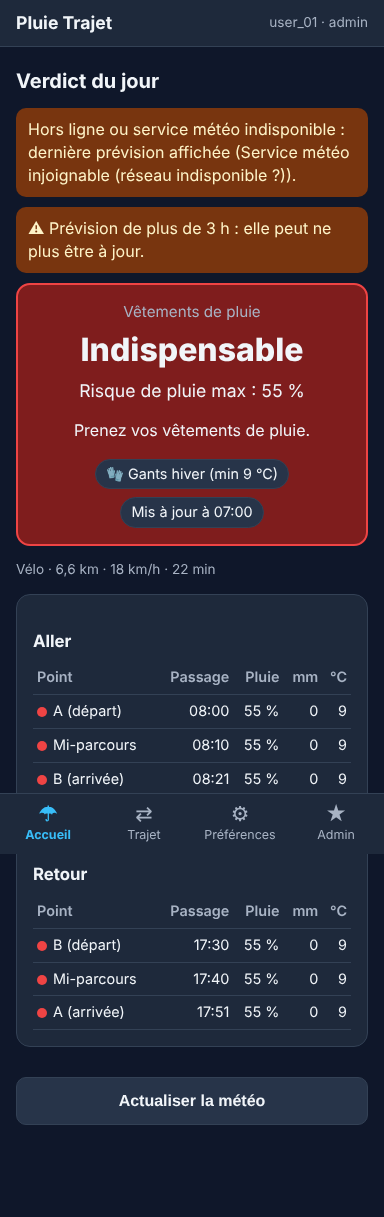 Pluie Trajet
user_01 · admin
Verdict du jour
Hors ligne ou service météo indisponible :
dernière prévision affichée (Service météo
injoignable (réseau indisponible ?)).
⚠ Prévision de plus de 3 h : elle peut ne
plus être à jour.
Vêtements de pluie
Indispensable
Risque de pluie max : 55 %
Prenez vos vêtements de pluie.
🧤 Gants hiver (min 9 °C)
Mis à jour à 07:00
Vélo · 6,6 km · 18 km/h · 22 min
Aller
Point Passage Pluie mm °C
A (départ) 08:00 55 % 0 9
Mi-parcours 08:10 55 % 0 9
B (arrivée) 08:21 55 % 0 9
Accueil Trajet Préférences Admin
Retour
Point Passage Pluie mm °C
B (départ) 17:30 55 % 0 9
Mi-parcours 17:40 55 % 0 9
A (arrivée) 17:51 55 % 0 9
Actualiser la météo